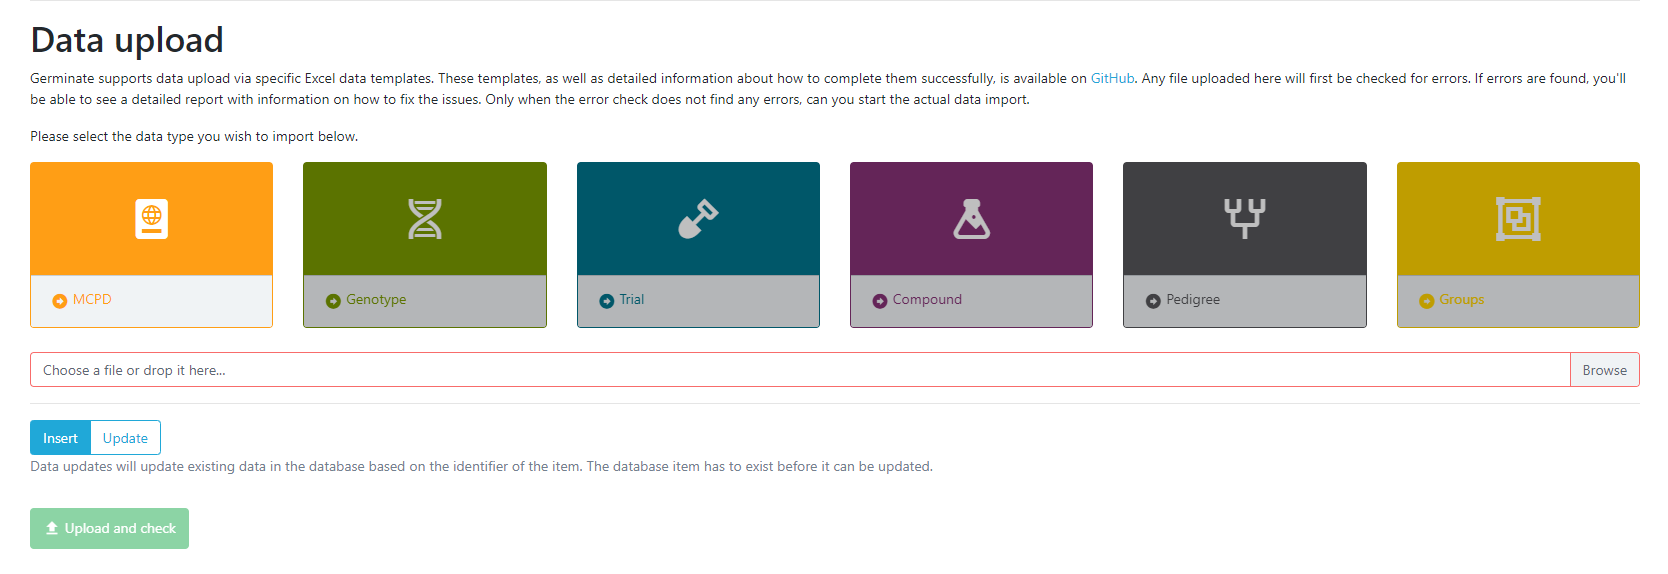 Data upload
Germinate supports data upload via specific Excel data templates. These templates, as well as detailed information about how to complete them successfully, is available on GitHub. Any file uploaded here will first be checked for errors. If errors are found, you'll
be able to see a detailed report with information on how to fix the issues. Only when the error check does not find any errors, can you start the actual data import.
Please select the data type you wish to import below.
MCPD
Genotype
Trial
Compound
Pedigree
Groups
Choose a file or drop it here...
Browse
Insert
Update
Data updates will update existing data in the database based on the identifier of the item. The database item has to exist before it can be updated.
Upload and check